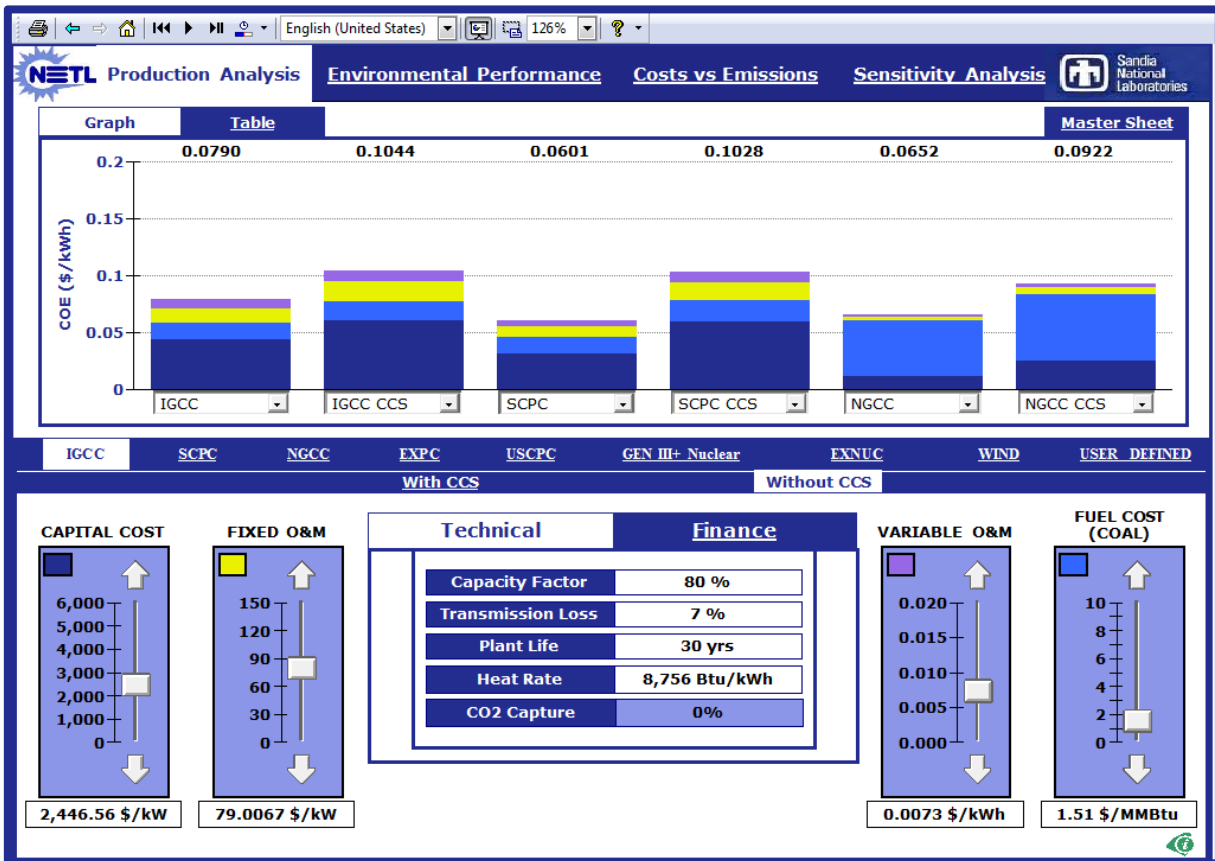 English (United States) 126%
NETL Production Analysis Environmental Performance Costs vs Emissions Sensitivity Analysis Sandia National Laboratories
Graph Table Master Sheet
0.0790 0.1044 0.0601 0.1028 0.0652 0.0922
COE ($/kWh)
0.2
0.15
0.1
0.05
0
IGCC IGCC CCS SCPC SCPC CCS NGCC NGCC CCS
IGCC SCPC NGCC EXPC USCPC GEN III+ Nuclear EXNUC WIND USER DEFINED
With CCS Without CCS
CAPITAL COST
6,000
5,000
4,000
3,000
2,000
1,000
0
2,446.56 $/kW
FIXED O&M
150
120
90
60
30
0
79.0067 $/kW
Technical Finance
Capacity Factor 80 %
Transmission Loss 7 %
Plant Life 30 yrs
Heat Rate 8,756 Btu/kWh
CO2 Capture 0%
VARIABLE O&M
0.020
0.015
0.010
0.005
0.000
0.0073 $/kWh
FUEL COST
(COAL)
10
8
6
4
2
0
1.51 $/MMBtu